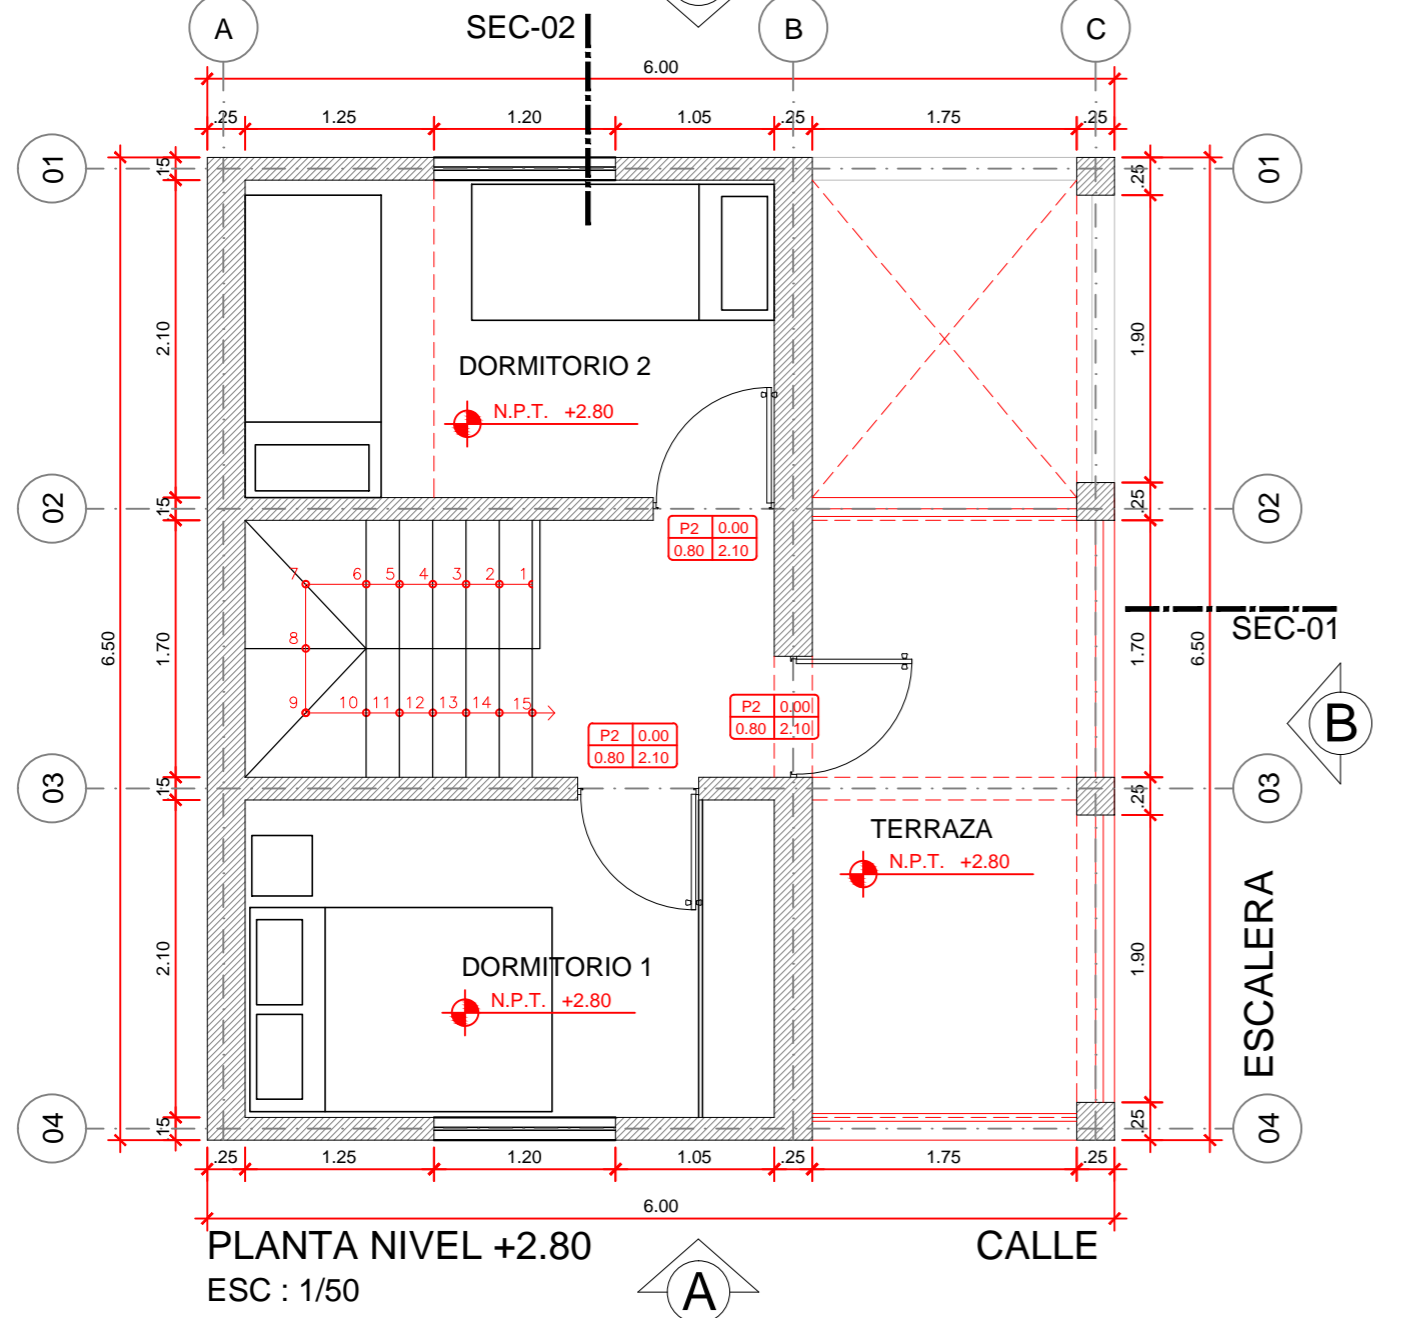 A
SEC-02
B
C
6.00
.25
1.25
1.20
1.05
.25
1.75
.25
01
.15
.25
01
2.10
1.90
DORMITORIO 2
N.P.T. +2.80
02
.15
.25
02
P2 0.00
0.80 2.10
7 6 5 4 3 2 1
8
9 10 11 12 13 14 15
6.50
1.70
1.70
6.50
SEC-01
P2 0.00
0.80 2.10
P2 0.00
0.80 2.10
B
03
.15
.25
03
TERRAZA
N.P.T. +2.80
2.10
1.90
ESCALERA
DORMITORIO 1
N.P.T. +2.80
04
.15
.25
04
.25
1.25
1.20
1.05
.25
1.75
.25
6.00
PLANTA NIVEL +2.80
CALLE
ESC : 1/50
A